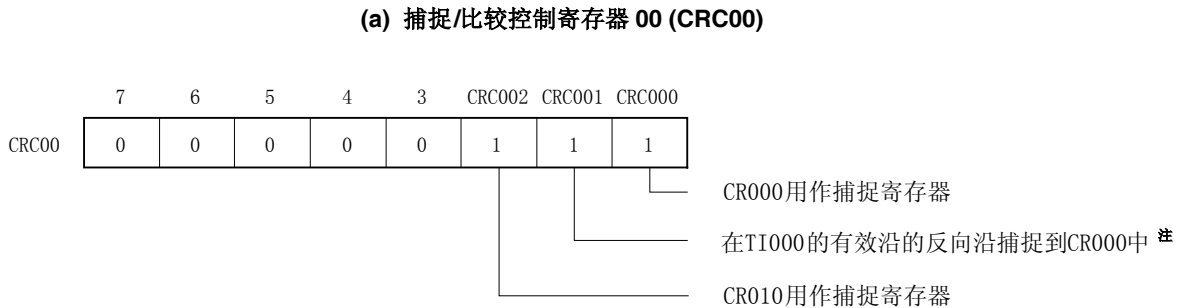 (a) 捕捉/比较控制寄存器 00 (CRC00)
7 6 5 4 3 CRC002 CRC001 CRC000
CRC00 0 0 0 0 0 1 1 1
CR000用作捕捉寄存器
在TI000的有效沿的反向沿捕捉到CR000中 注
CR010用作捕捉寄存器